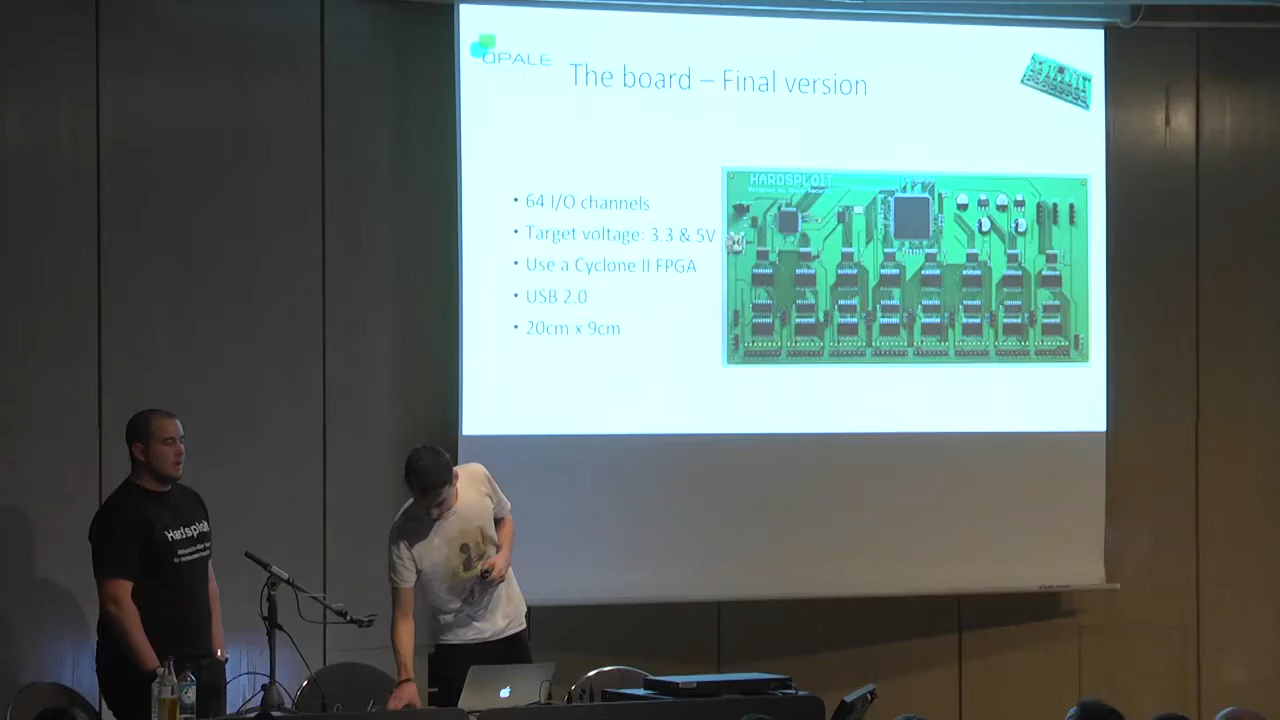 OPALE
The board – Final version
• 64 I/O channels
• Target voltage: 3.3 & 5V
• Use a Cyclone II FPGA
• USB 2.0
• 20cm x 9cm
HARDSPLOIT
Hardsploit